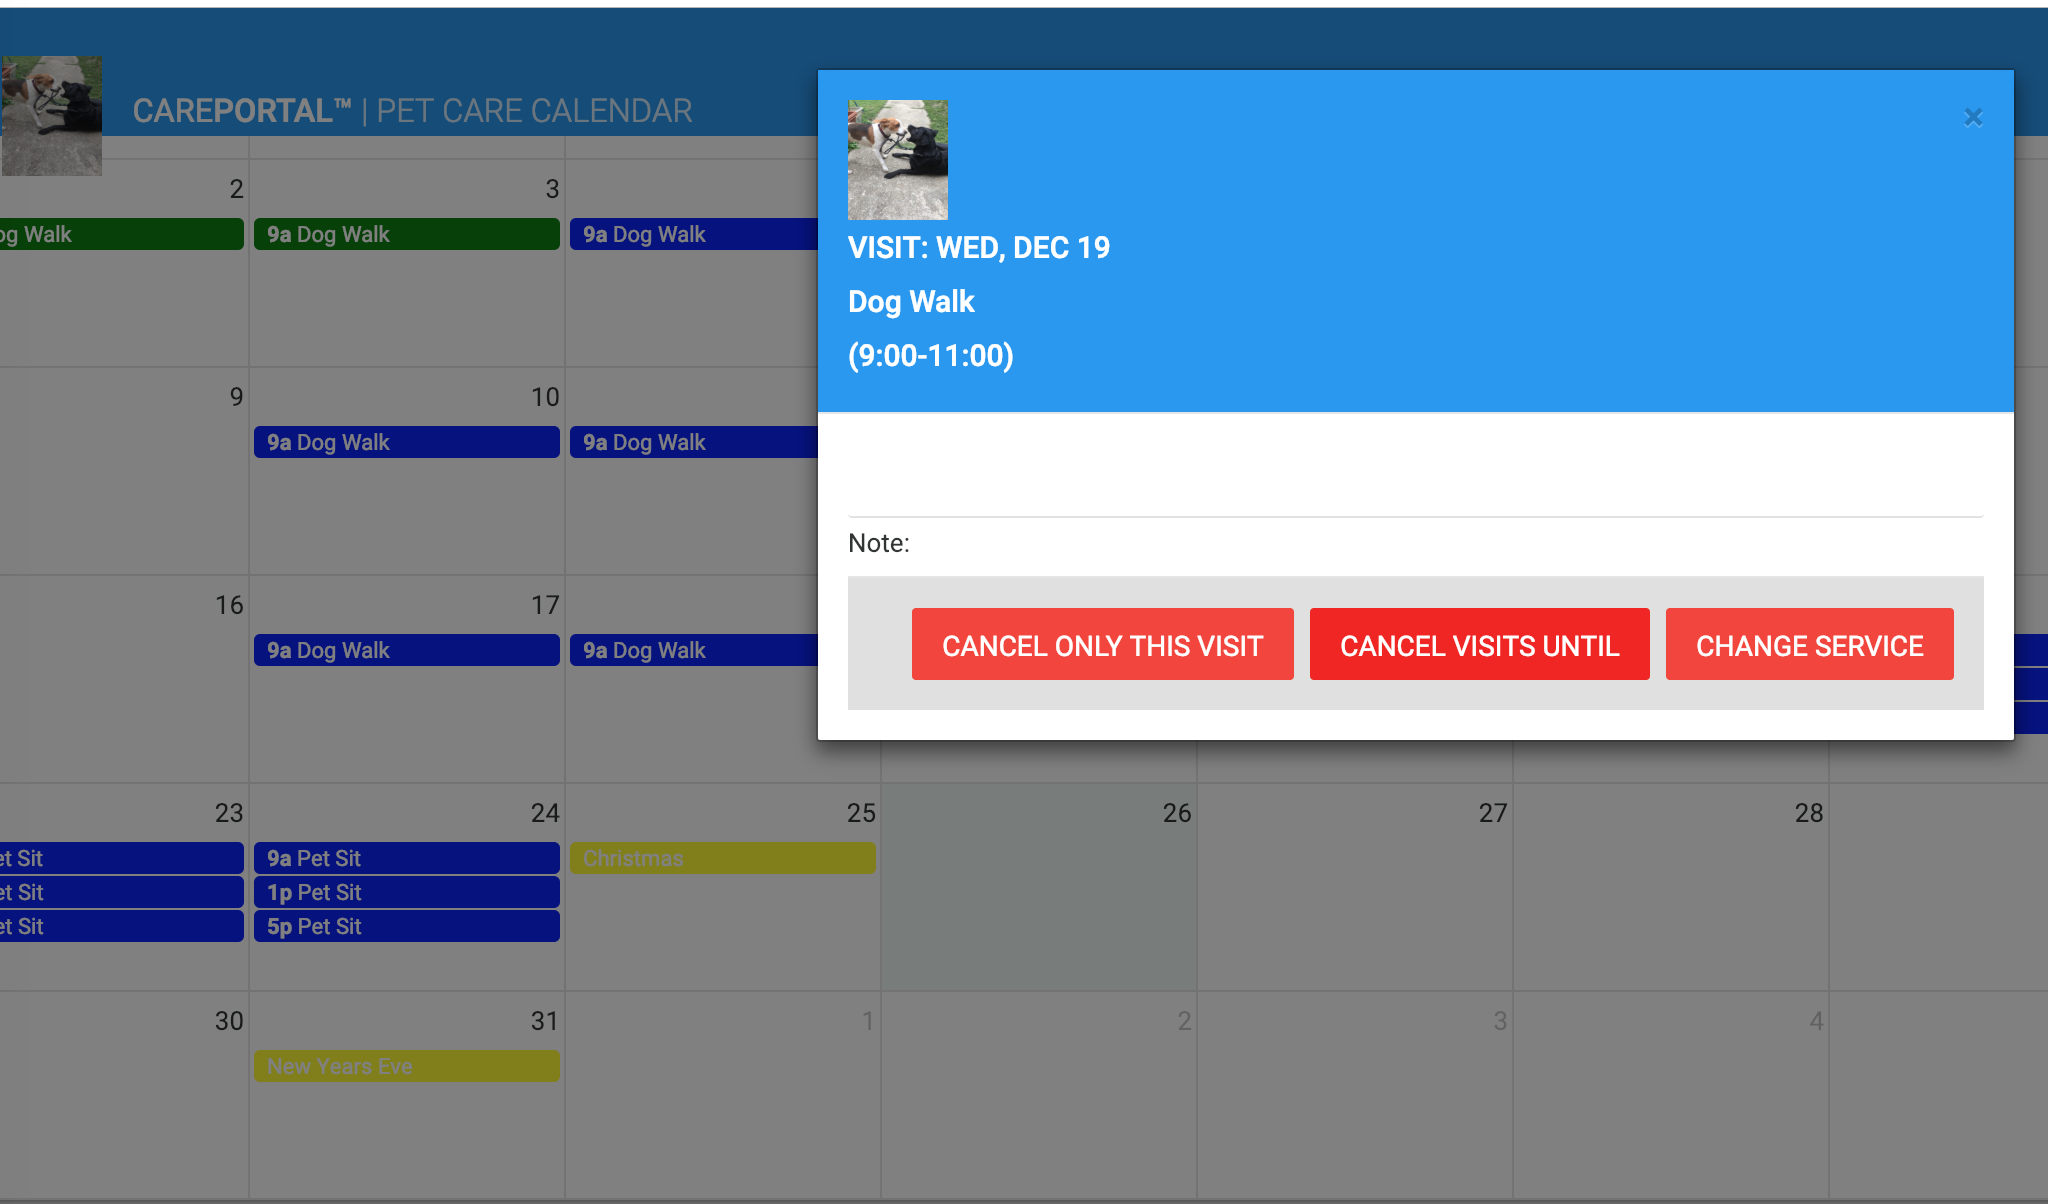 CAREPORTAL™ | PET CARE CALENDAR
2
3
og Walk
9a Dog Walk
9a Dog Walk
9
10
9a Dog Walk
9a Dog Walk
16
17
9a Dog Walk
9a Dog Walk
23
24
25
26
27
28
et Sit
9a Pet Sit
Christmas
et Sit
1p Pet Sit
et Sit
5p Pet Sit
30
31
1
2
3
4
New Years Eve
×
VISIT: WED, DEC 19
Dog Walk
(9:00-11:00)
Note:
CANCEL ONLY THIS VISIT
CANCEL VISITS UNTIL
CHANGE SERVICE